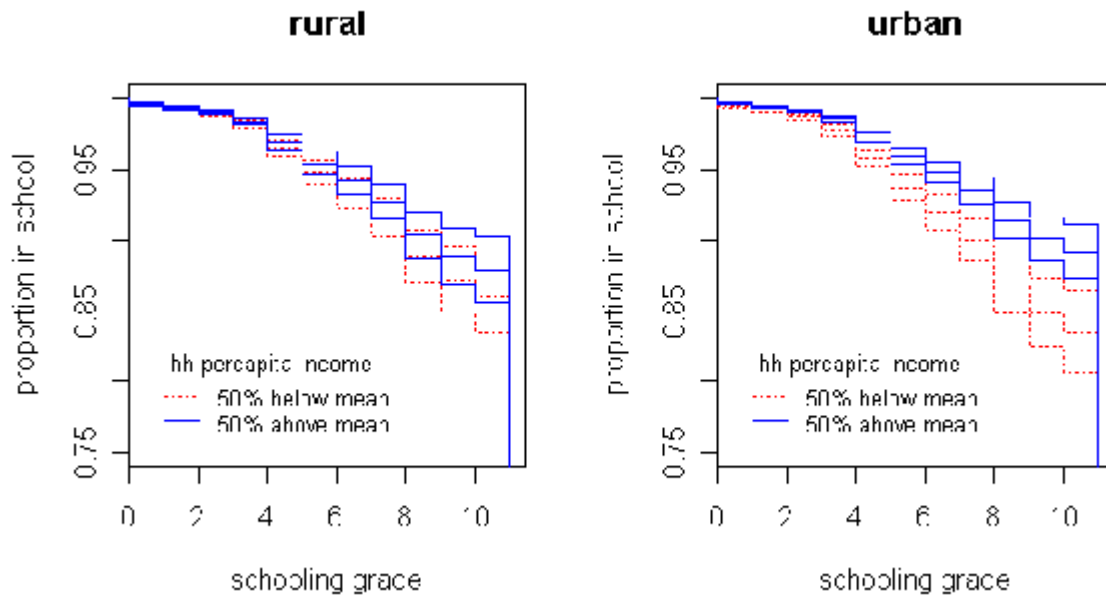 rural
proportion in school
0.95
0.85
0.75
hh percapita income
50% below mean
50% above mean
0 2 4 6 8 10
schooling grace
urban
proportion in school
0.95
0.85
0.75
hh percapita income
50% below mean
50% above mean
0 2 4 6 8 10
schooling grace